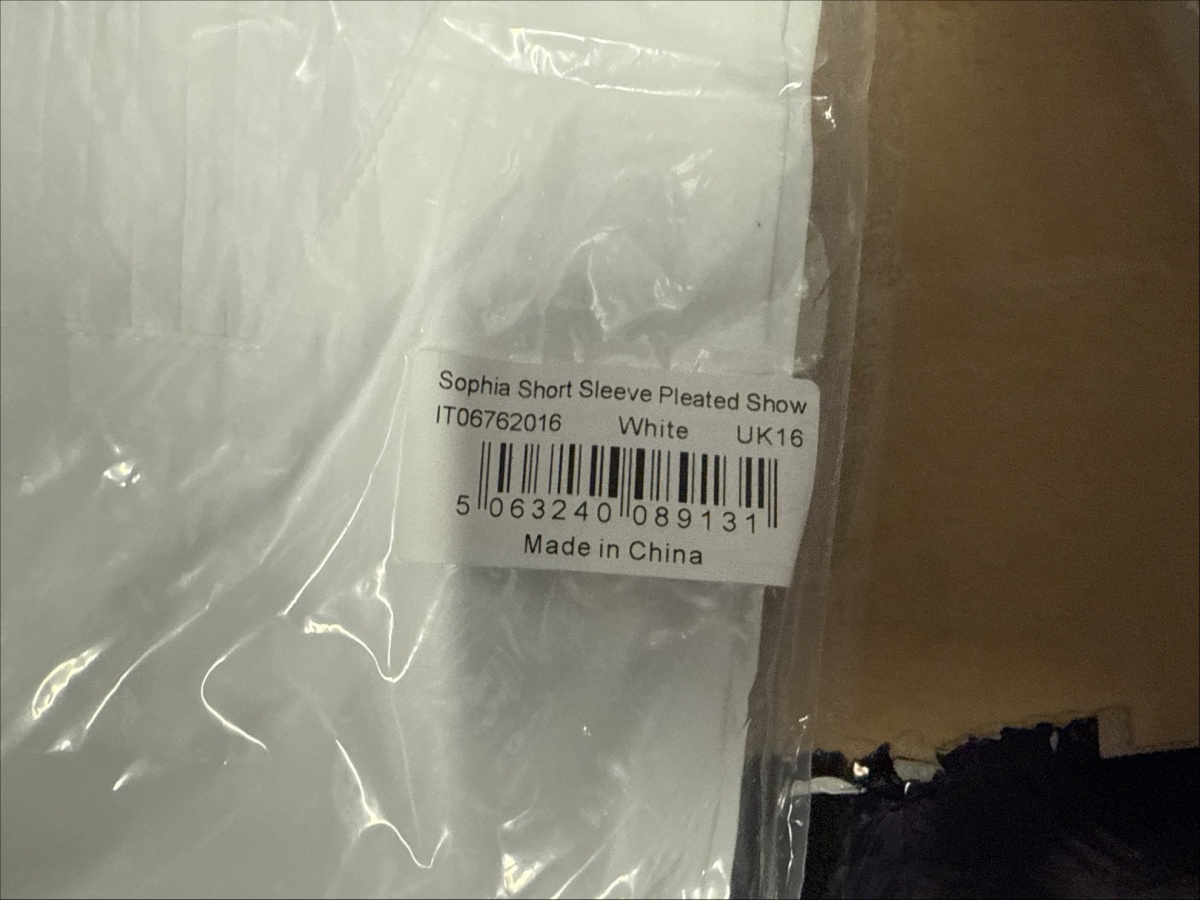 Sophia Short Sleeve Pleated Show
IT06762016 White UK16
5 063240 089131
Made in China